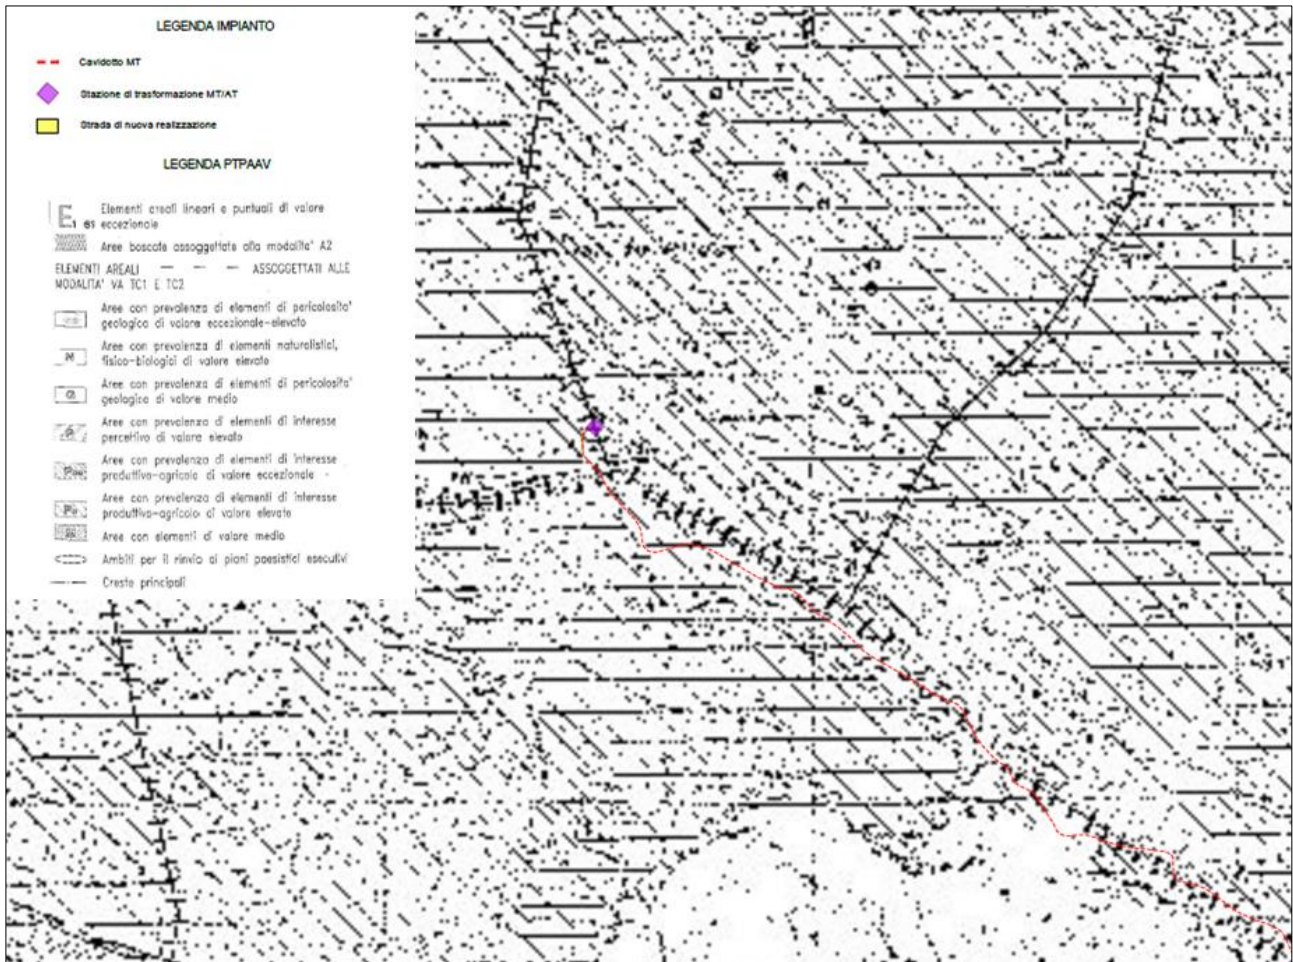 LEGENDA IMPIANTO
Cavidotto MT
Stazione di trasformazione MT/AT
Strada di nuova realizzazione
LEGENDA PTPAAV
E1 Elementi areali lineari e puntuali di valore
eccezionale
Aree boscate assoggettate alla modalita' A2
ELEMENTI AREALI — — — ASSOGGETTATI ALLE
MODALITA' VA TC1 E TC2
Aree con prevalenza di elementi di pericolosita'
geologica di valore eccezionale-elevato
N Aree con prevalenza di elementi naturalistici,
fisico-biologici di valore elevato
Aree con prevalenza di elementi di pericolosita'
geologica di valore medio
Aree con prevalenza di elementi di interesse
percettivo di valore elevato
Aree con prevalenza di elementi di interesse
produttivo-agricolo di valore eccezionale
Aree con prevalenza di elementi di interesse
produttivo-agricolo di valore elevato
Aree con elementi di valore medio
Ambiti per il rinvio ai piani paesistici esecutivi
Creste principali